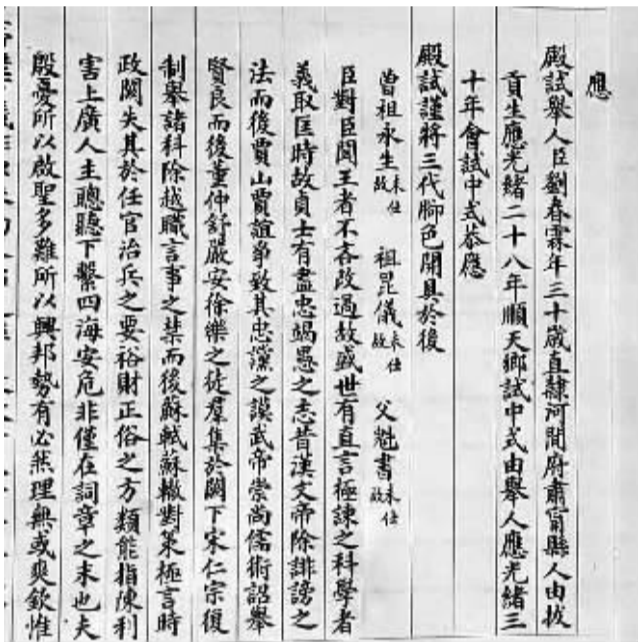 應
殿試舉人臣劉春霖年三十歲直隸河間府肅甯縣人由拔
貢生應光緒二十八年順天鄉試中式由舉人應光緒三
十年會試中式恭應
殿試謹將三代腳色開具於後
曾祖永生未仕故 祖昆儀未仕故 父魁書未仕故
臣對臣聞王者不吝改過故盛世有直言極諫之科學者
義取匡時故貞士有盡忠竭愚之志昔漢文帝除誹謗之
法而後賈山賈誼爭致其忠讜之謨武帝崇尚儒術詔舉
賢良而後董仲舒嚴安徐樂之徒羣集於闕下宋仁宗復
制舉諸科除越職言事之禁而後蘇軾蘇轍對策極言時
政闕失其於任官治兵之要裕財正俗之方類能指陳利
害上廣人主聰聽下繫四海安危非僅在詞章之末也夫
殷憂所以啟聖多難所以興邦勢有必然理無或爽欽惟